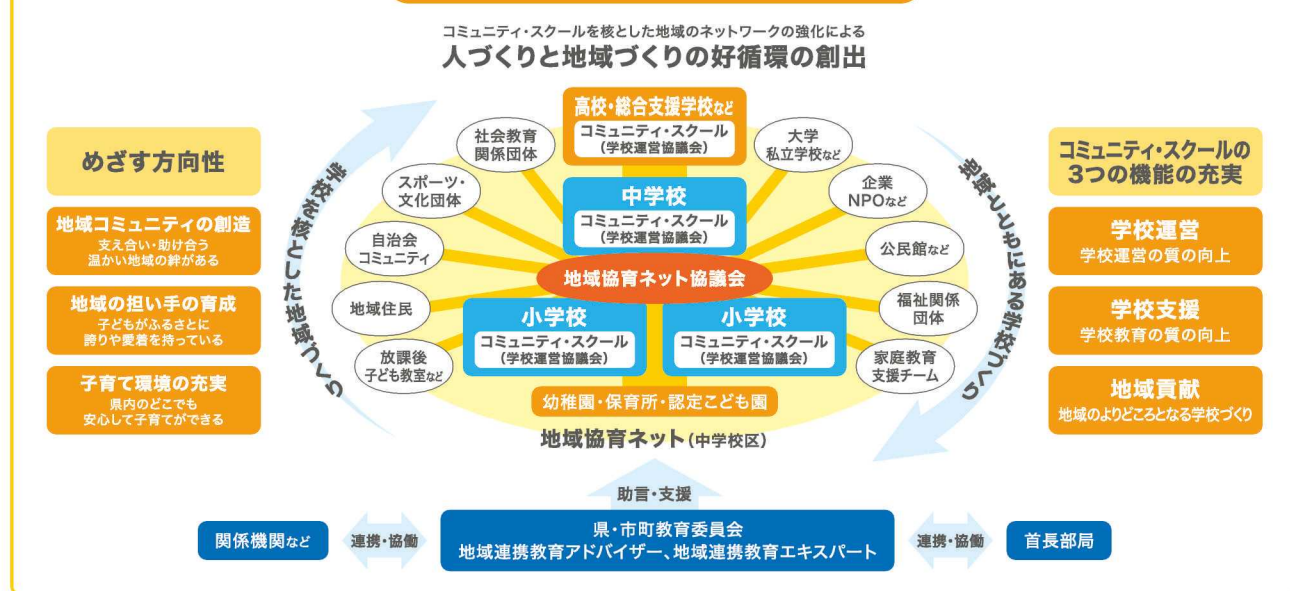 コミュニティ・スクールを核とした地域のネットワークの強化による
人づくりと地域づくりの好循環の創出
めざす方向性
地域コミュニティの創造
支え合い・助け合う
温かい地域の絆がある
地域の担い手の育成
子どもがふるさとに
誇りや愛着を持っている
子育て環境の充実
県内のどこでも
安心して子育てができる
学校を核とした地域づくり
高校・総合支援学校など
コミュニティ・スクール
(学校運営協議会)
社会教育
関係団体
スポーツ・
文化団体
自治会
コミュニティ
地域住民
放課後
子ども教室など
中学校
コミュニティ・スクール
(学校運営協議会)
地域協育ネット協議会
小学校
コミュニティ・スクール
(学校運営協議会)
小学校
コミュニティ・スクール
(学校運営協議会)
幼稚園・保育所・認定こども園
地域協育ネット(中学校区)
大学
私立学校など
企業
NPOなど
公民館など
福祉関係
団体
家庭教育
支援チーム
地域とともにある学校づくり
コミュニティ・スクールの
3つの機能の充実
学校運営
学校運営の質の向上
学校支援
学校教育の質の向上
地域貢献
地域のよりどころとなる学校づくり
助言・支援
関係機関など
連携・協働
県・市町教育委員会
地域連携教育アドバイザー、地域連携教育エキスパート
連携・協働
首長部局